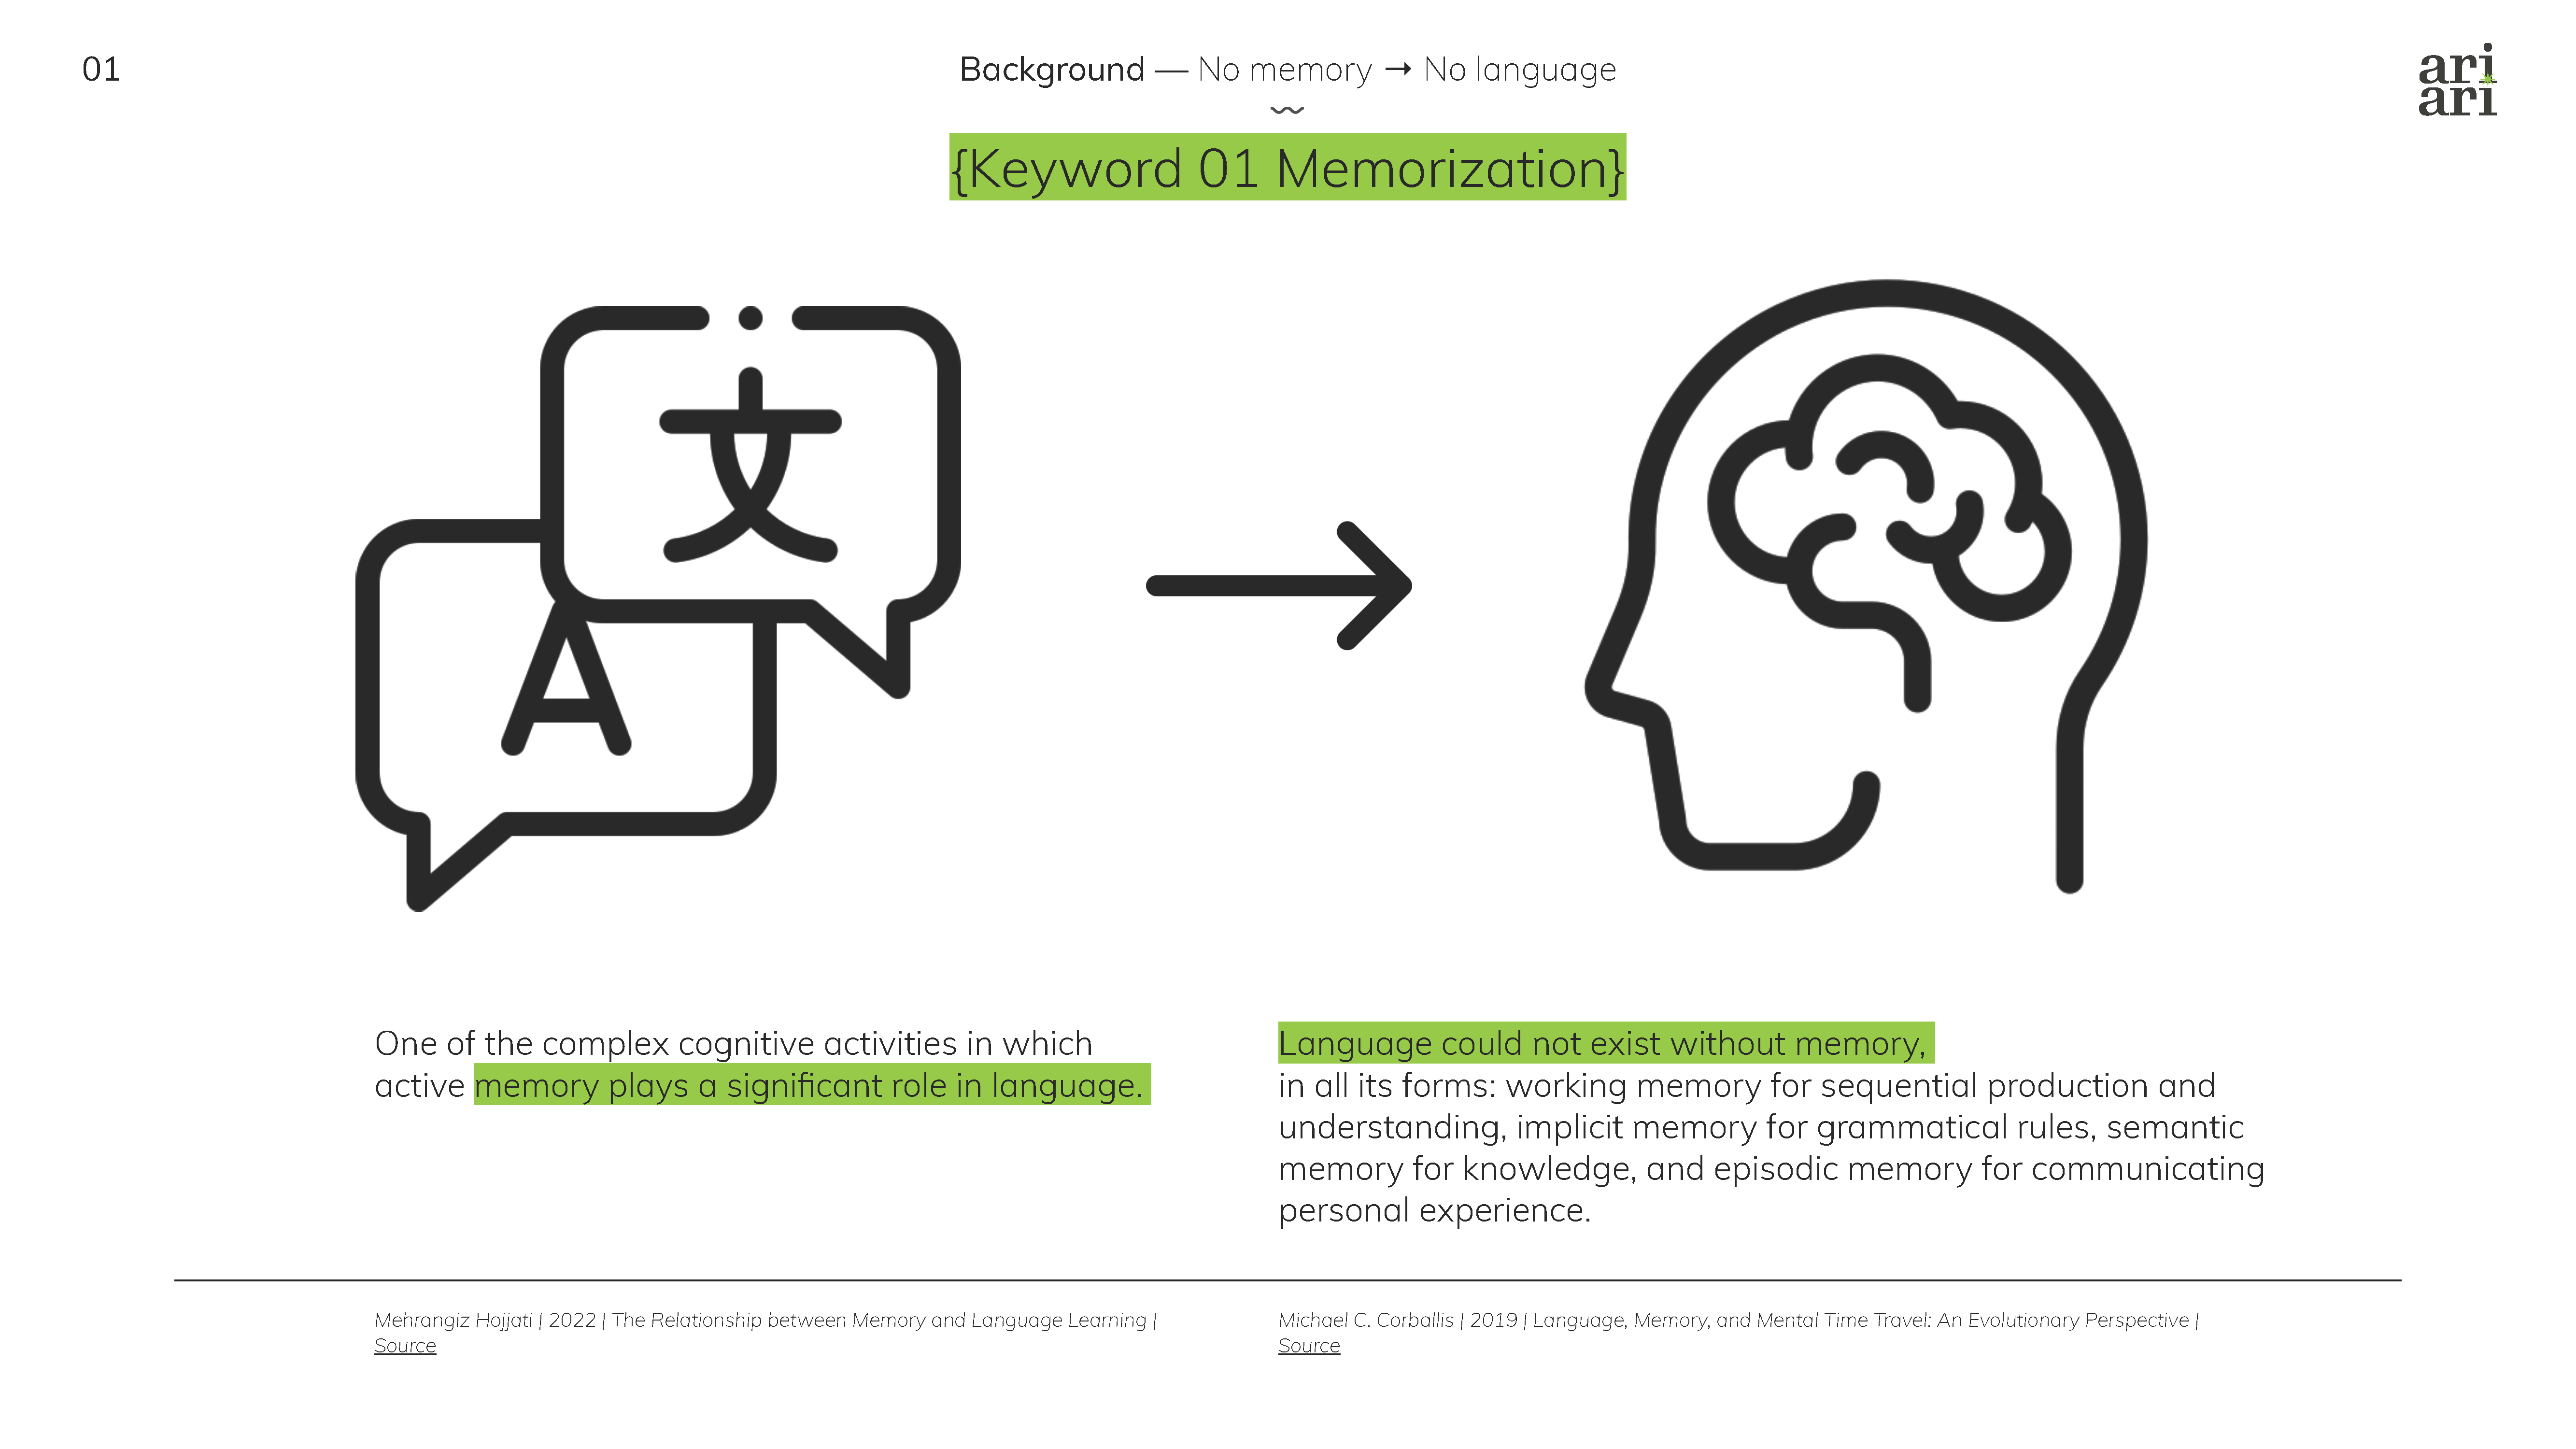 01
Background — No memory → No language
ari
ari
{Keyword 01 Memorization}
文
A
One of the complex cognitive activities in which
active memory plays a significant role in language.
Language could not exist without memory,
in all its forms: working memory for sequential production and
understanding, implicit memory for grammatical rules, semantic
memory for knowledge, and episodic memory for communicating
personal experience.
Mehrangiz Hojjati | 2022 | The Relationship between Memory and Language Learning |
Source
Michael C. Corballis | 2019 | Language, Memory, and Mental Time Travel: An Evolutionary Perspective |
Source